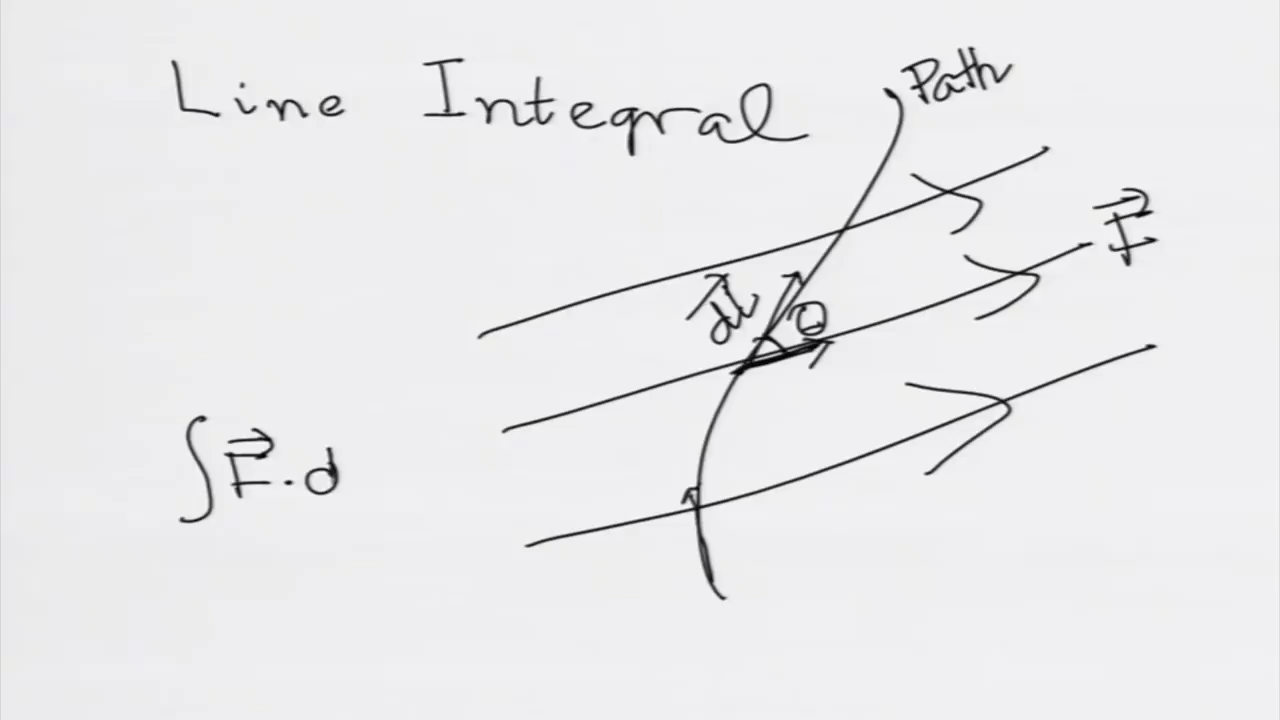 Line Integral
Path
F⃗
dl⃗
θ
∫F⃗·d